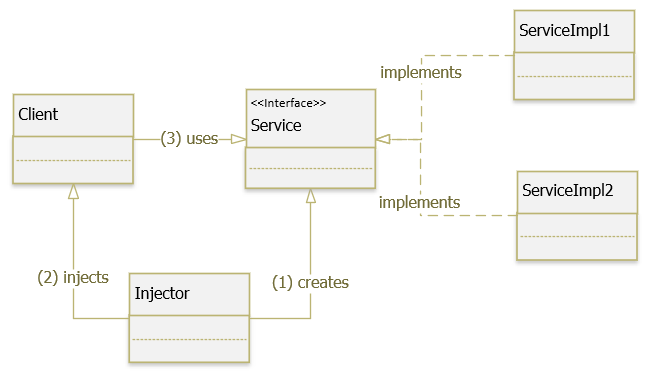 ServiceImpl1
implements
<<Interface>>
Service
Client
(3) uses
ServiceImpl2
implements
(2) injects
(1) creates
Injector